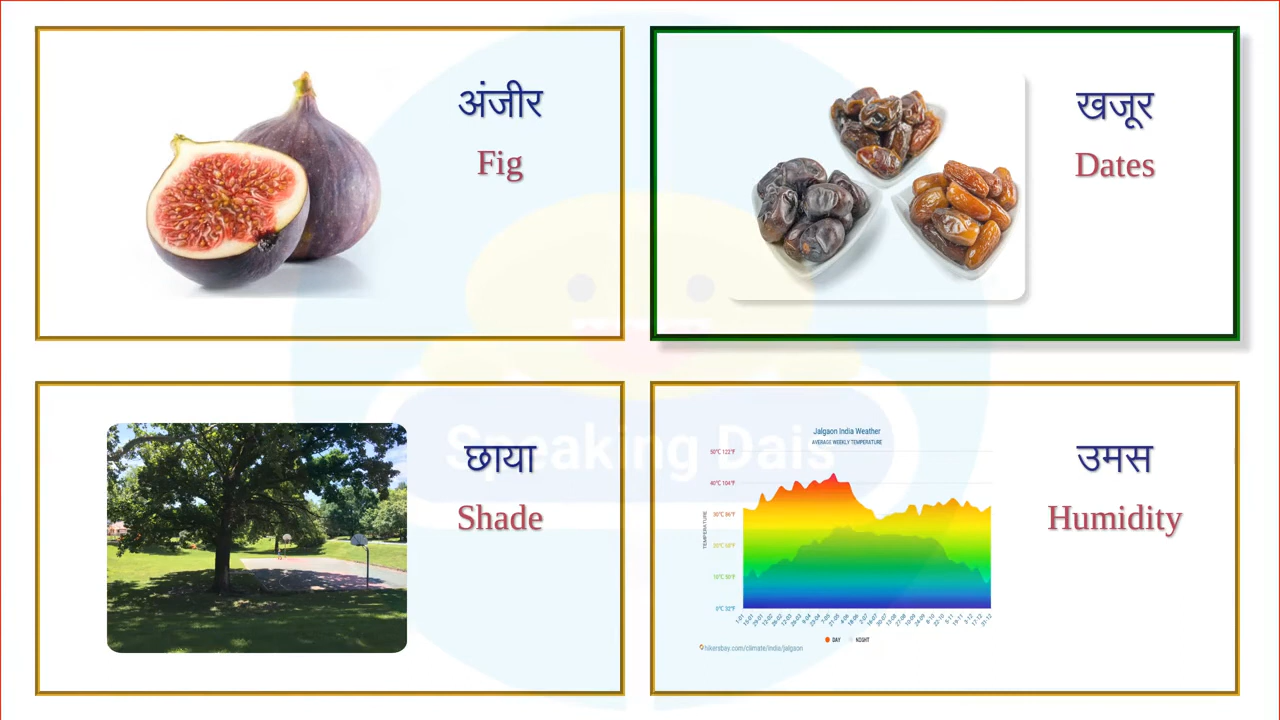 अंजीर
Fig
खजूर
Dates
छाया
Shade
Speaking Dais
Jalgaon India Weather
AVERAGE WEEKLY TEMPERATURE
50°C 122°F
40°C 104°F
30°C 86°F
20°C 68°F
10°C 50°F
0°C 32°F
TEMPERATURE
DAY
NIGHT
hikersbay.com/climate/india/jalgaon
उमस
Humidity